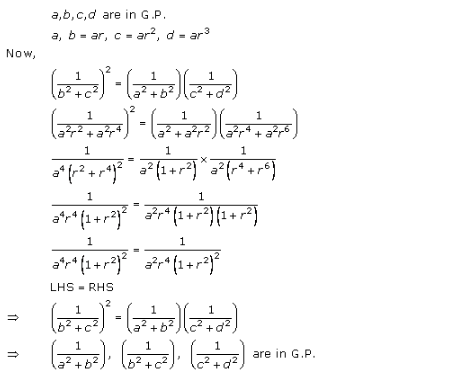 a,b,c,d are in G.P.
a, b = ar, c = ar², d = ar³
Now,
(1/(b² + c²))² = (1/(a² + b²))(1/(c² + d²))
(1/(a²r² + a²r⁴))² = (1/(a² + a²r²))(1/(a²r⁴ + a²r⁶))
1/(a⁴(r² + r⁴)²) = 1/(a²(1 + r²)) × 1/(a²(r⁴ + r⁶))
1/(a⁴r⁴(1 + r²)²) = 1/(a²r⁴(1 + r²)(1 + r²))
1/(a⁴r⁴(1 + r²)²) = 1/(a²r⁴(1 + r²)²)
LHS = RHS
⇒ (1/(b² + c²))² = (1/(a² + b²))(1/(c² + d²))
⇒ (1/(a² + b²)), (1/(b² + c²)), (1/(c² + d²)) are in G.P.